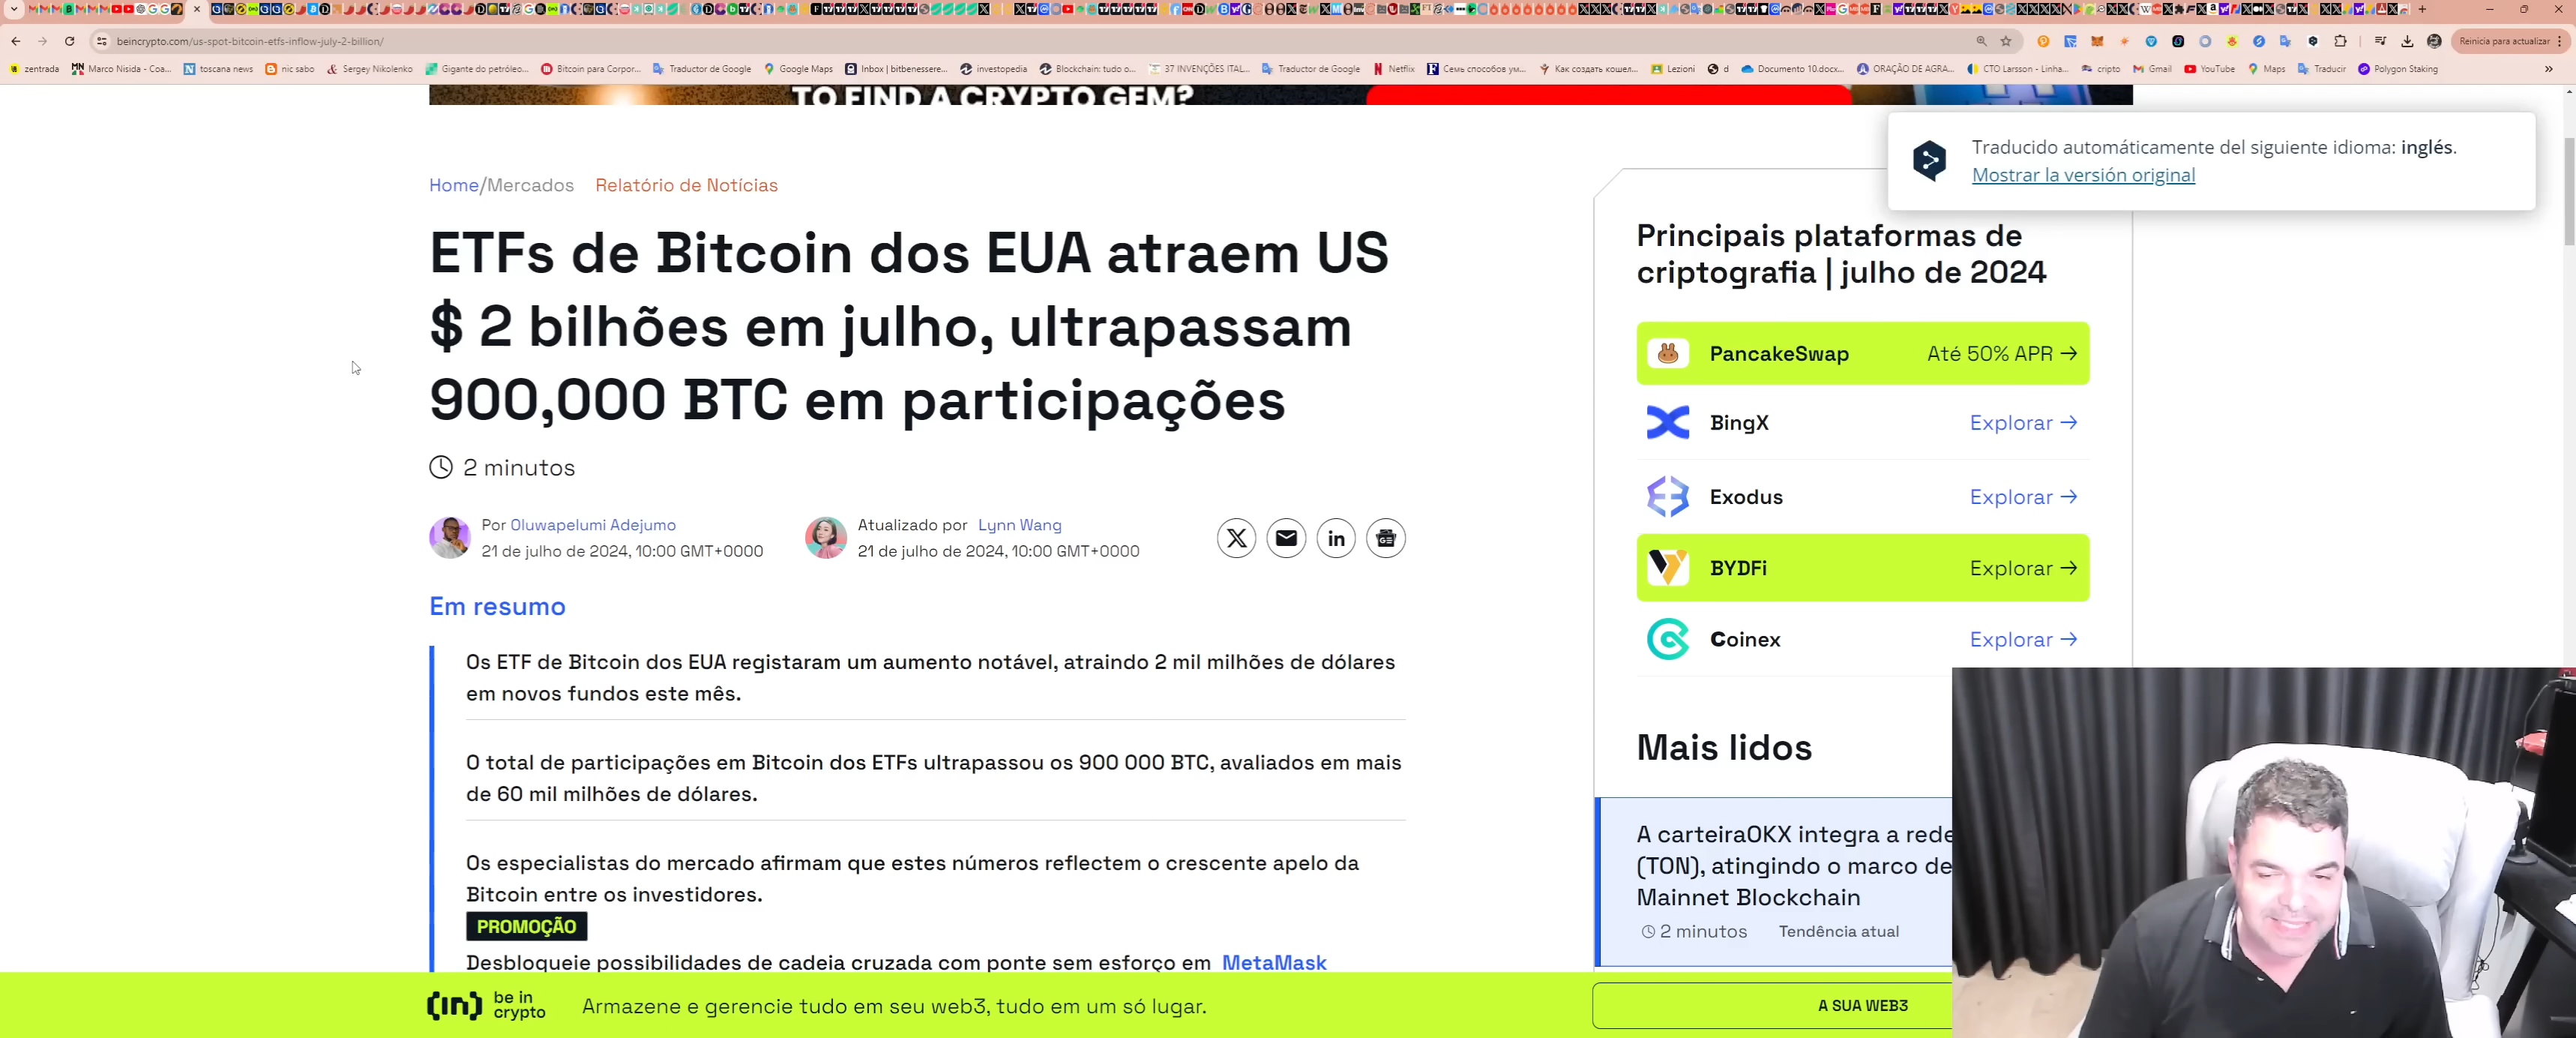 beincrypto.com/us-spot-bitcoin-etfs-inflow-july-2-billion/
Reinicia para actualizar
zentrada
Marco Nisida - Coa...
toscana news
nic sabo
Sergey Nikolenko
Gigante do petróleo...
Bitcoin para Corpor...
Traductor de Google
Google Maps
Inbox | bitbenessere...
investopedia
Blockchain: tudo o...
37 INVENÇÕES ITAL...
Traductor de Google
Netflix
Семь способов ум...
Как создать кошел...
Lezioni
d
Documento 10.docx...
ORAÇÃO DE AGRA...
CTO Larsson - Linha...
cripto
Gmail
YouTube
Maps
Traducir
Polygon Staking
TO FIND A CRYPTO GEM?
Traducido automáticamente del siguiente idioma: inglés.
Mostrar la versión original
Home/Mercados Relatório de Notícias
ETFs de Bitcoin dos EUA atraem US
$ 2 bilhões em julho, ultrapassam
900,000 BTC em participações
2 minutos
Por Oluwapelumi Adejumo
21 de julho de 2024, 10:00 GMT+0000
Atualizado por Lynn Wang
21 de julho de 2024, 10:00 GMT+0000
Em resumo
Os ETF de Bitcoin dos EUA registaram um aumento notável, atraindo 2 mil milhões de dólares
em novos fundos este mês.
O total de participações em Bitcoin dos ETFs ultrapassou os 900 000 BTC, avaliados em mais
de 60 mil milhões de dólares.
Os especialistas do mercado afirmam que estes números reflectem o crescente apelo da
Bitcoin entre os investidores.
PROMOÇÃO
Desbloqueie possibilidades de cadeia cruzada com ponte sem esforço em MetaMask
Principais plataformas de
criptografia | julho de 2024
PancakeSwap Até 50% APR →
BingX Explorar →
Exodus Explorar →
BYDFi Explorar →
Coinex Explorar →
Mais lidos
A carteiraOKX integra a rede
(TON), atingindo o marco de
Mainnet Blockchain
2 minutos Tendência atual
be in
crypto
Armazene e gerencie tudo em seu web3, tudo em um só lugar.
A SUA WEB3